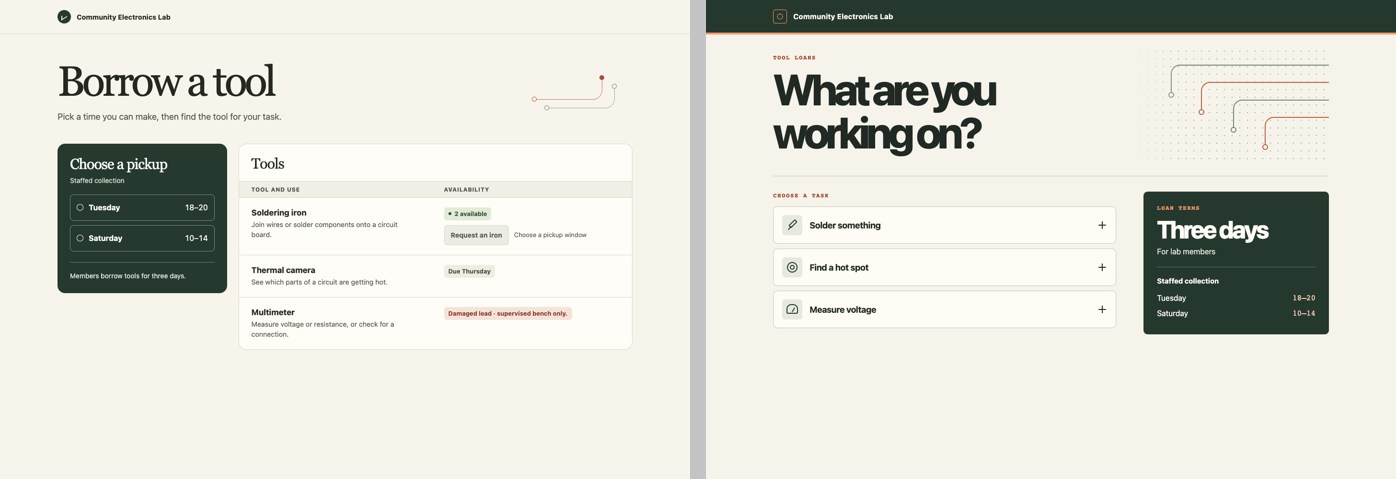 Community Electronics Lab
Borrow a tool
Pick a time you can make, then find the tool for your task.
Choose a pickup
Staffed collection
Tuesday 18–20
Saturday 10–14
Members borrow tools for three days.
Tools
TOOL AND USE AVAILABILITY
Soldering iron
Join wires or solder components onto a circuit
board.
2 available
Request an iron Choose a pickup window
Thermal camera
See which parts of a circuit are getting hot.
Due Thursday
Multimeter
Measure voltage or resistance, or check for a
connection.
Damaged lead · supervised bench only.
Community Electronics Lab
TOOL LOANS
What are you
working on?
CHOOSE A TASK
Solder something
Find a hot spot
Measure voltage
LOAN TERMS
Three days
For lab members
Staffed collection
Tuesday 18–20
Saturday 10–14